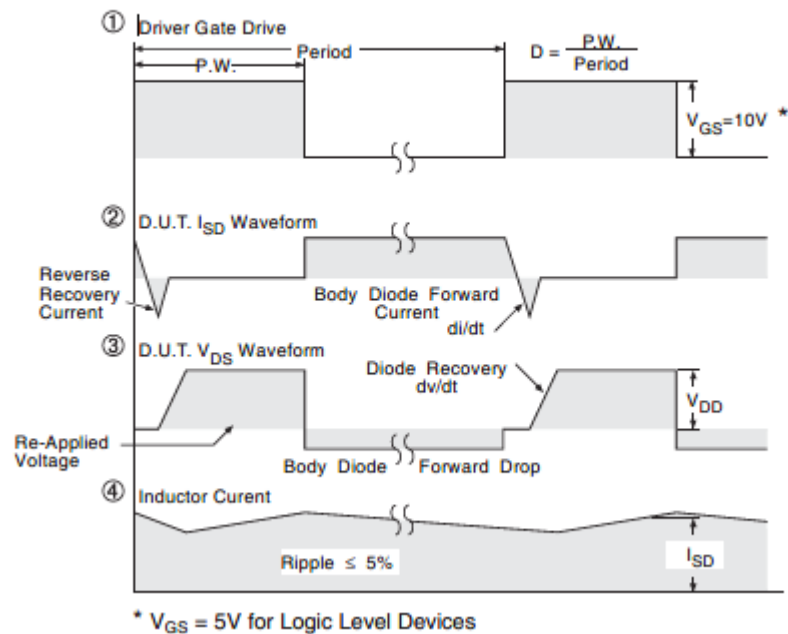 ① Driver Gate Drive
Period
P.W.
D = P.W. / Period
VGS=10V *
② D.U.T. ISD Waveform
Reverse
Recovery
Current
Body Diode Forward
Current
di/dt
③ D.U.T. VDS Waveform
Diode Recovery
dv/dt
VDD
Re-Applied
Voltage
Body Diode Forward Drop
④ Inductor Curent
Ripple ≤ 5%
ISD
* VGS = 5V for Logic Level Devices